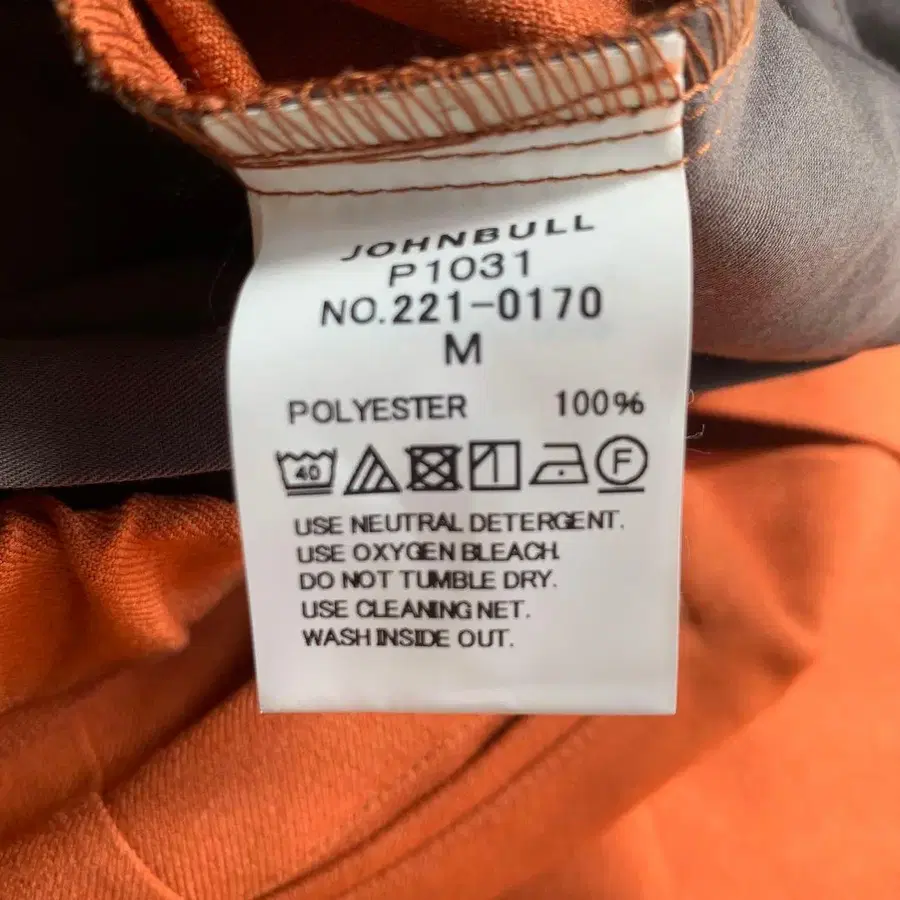 JOHNBULL
P1031
NO.221-0170
M
POLYESTER 100%
40 F
USE NEUTRAL DETERGENT.
USE OXYGEN BLEACH.
DO NOT TUMBLE DRY.
USE CLEANING NET.
WASH INSIDE OUT.